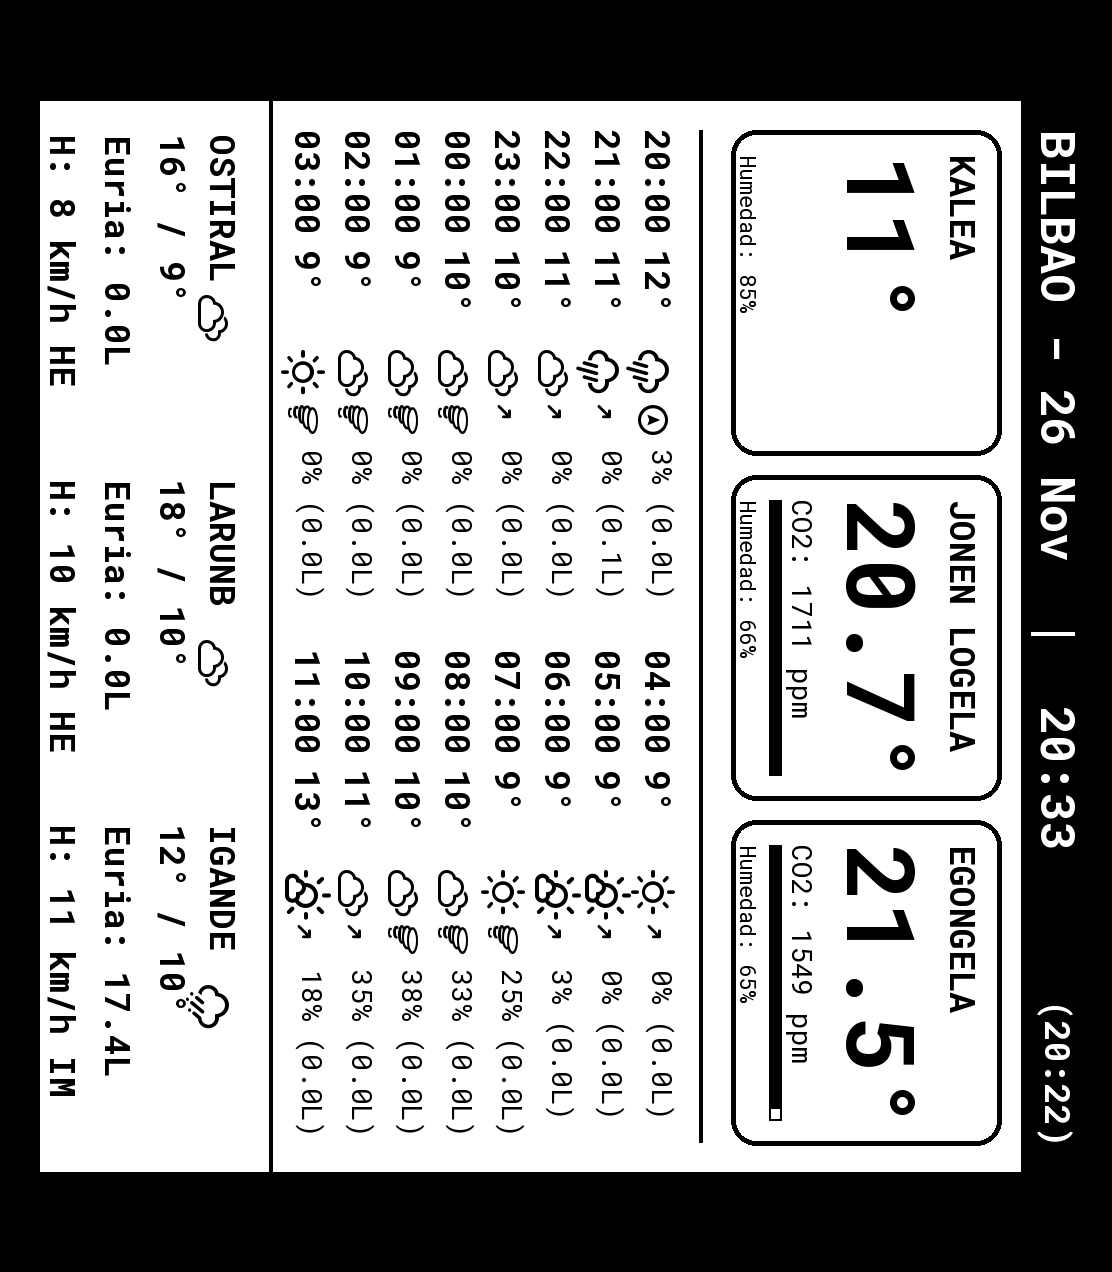 BILBAO - 26 Nov | 20:33 (20:22)
KALEA
11°
Humedad: 85%
JONEN LOGELA
20.7°
CO2: 1711 ppm
Humedad: 66%
EGONGELA
21.5°
CO2: 1549 ppm
Humedad: 65%
20:00 12° 3% (0.0L)
21:00 11° 0% (0.1L)
22:00 11° 0% (0.0L)
23:00 10° 0% (0.0L)
00:00 10° 0% (0.0L)
01:00 9° 0% (0.0L)
02:00 9° 0% (0.0L)
03:00 9° 0% (0.0L)
04:00 9° 0% (0.0L)
05:00 9° 0% (0.0L)
06:00 9° 3% (0.0L)
07:00 9° 25% (0.0L)
08:00 10° 33% (0.0L)
09:00 10° 38% (0.0L)
10:00 11° 35% (0.0L)
11:00 13° 18% (0.0L)
OSTIRAL
16° / 9°
Euria: 0.0L
H: 8 km/h HE
LARUNB
18° / 10°
Euria: 0.0L
H: 10 km/h HE
IGANDE
12° / 10°
Euria: 17.4L
H: 11 km/h IM